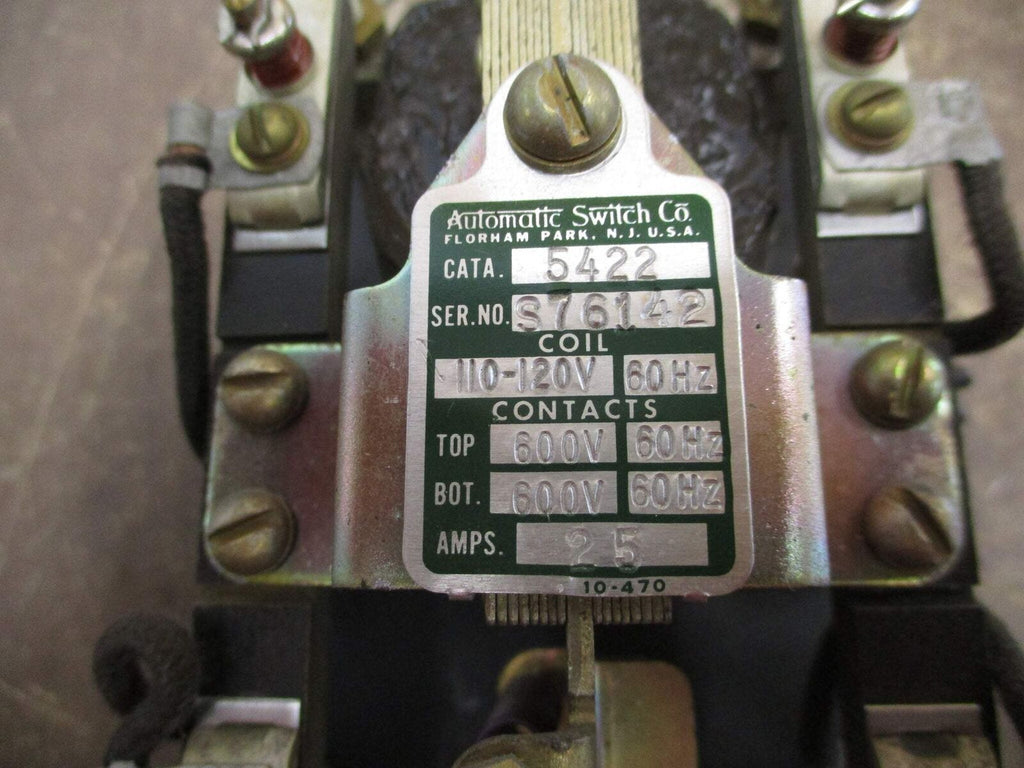 Automatic Switch Co.
FLORHAM PARK, N.J. U.S.A.
CATA. 5422
SER.NO. S76142
COIL
110-120V 60Hz
CONTACTS
TOP 600V 60Hz
BOT. 600V 60Hz
AMPS. 25
10-470